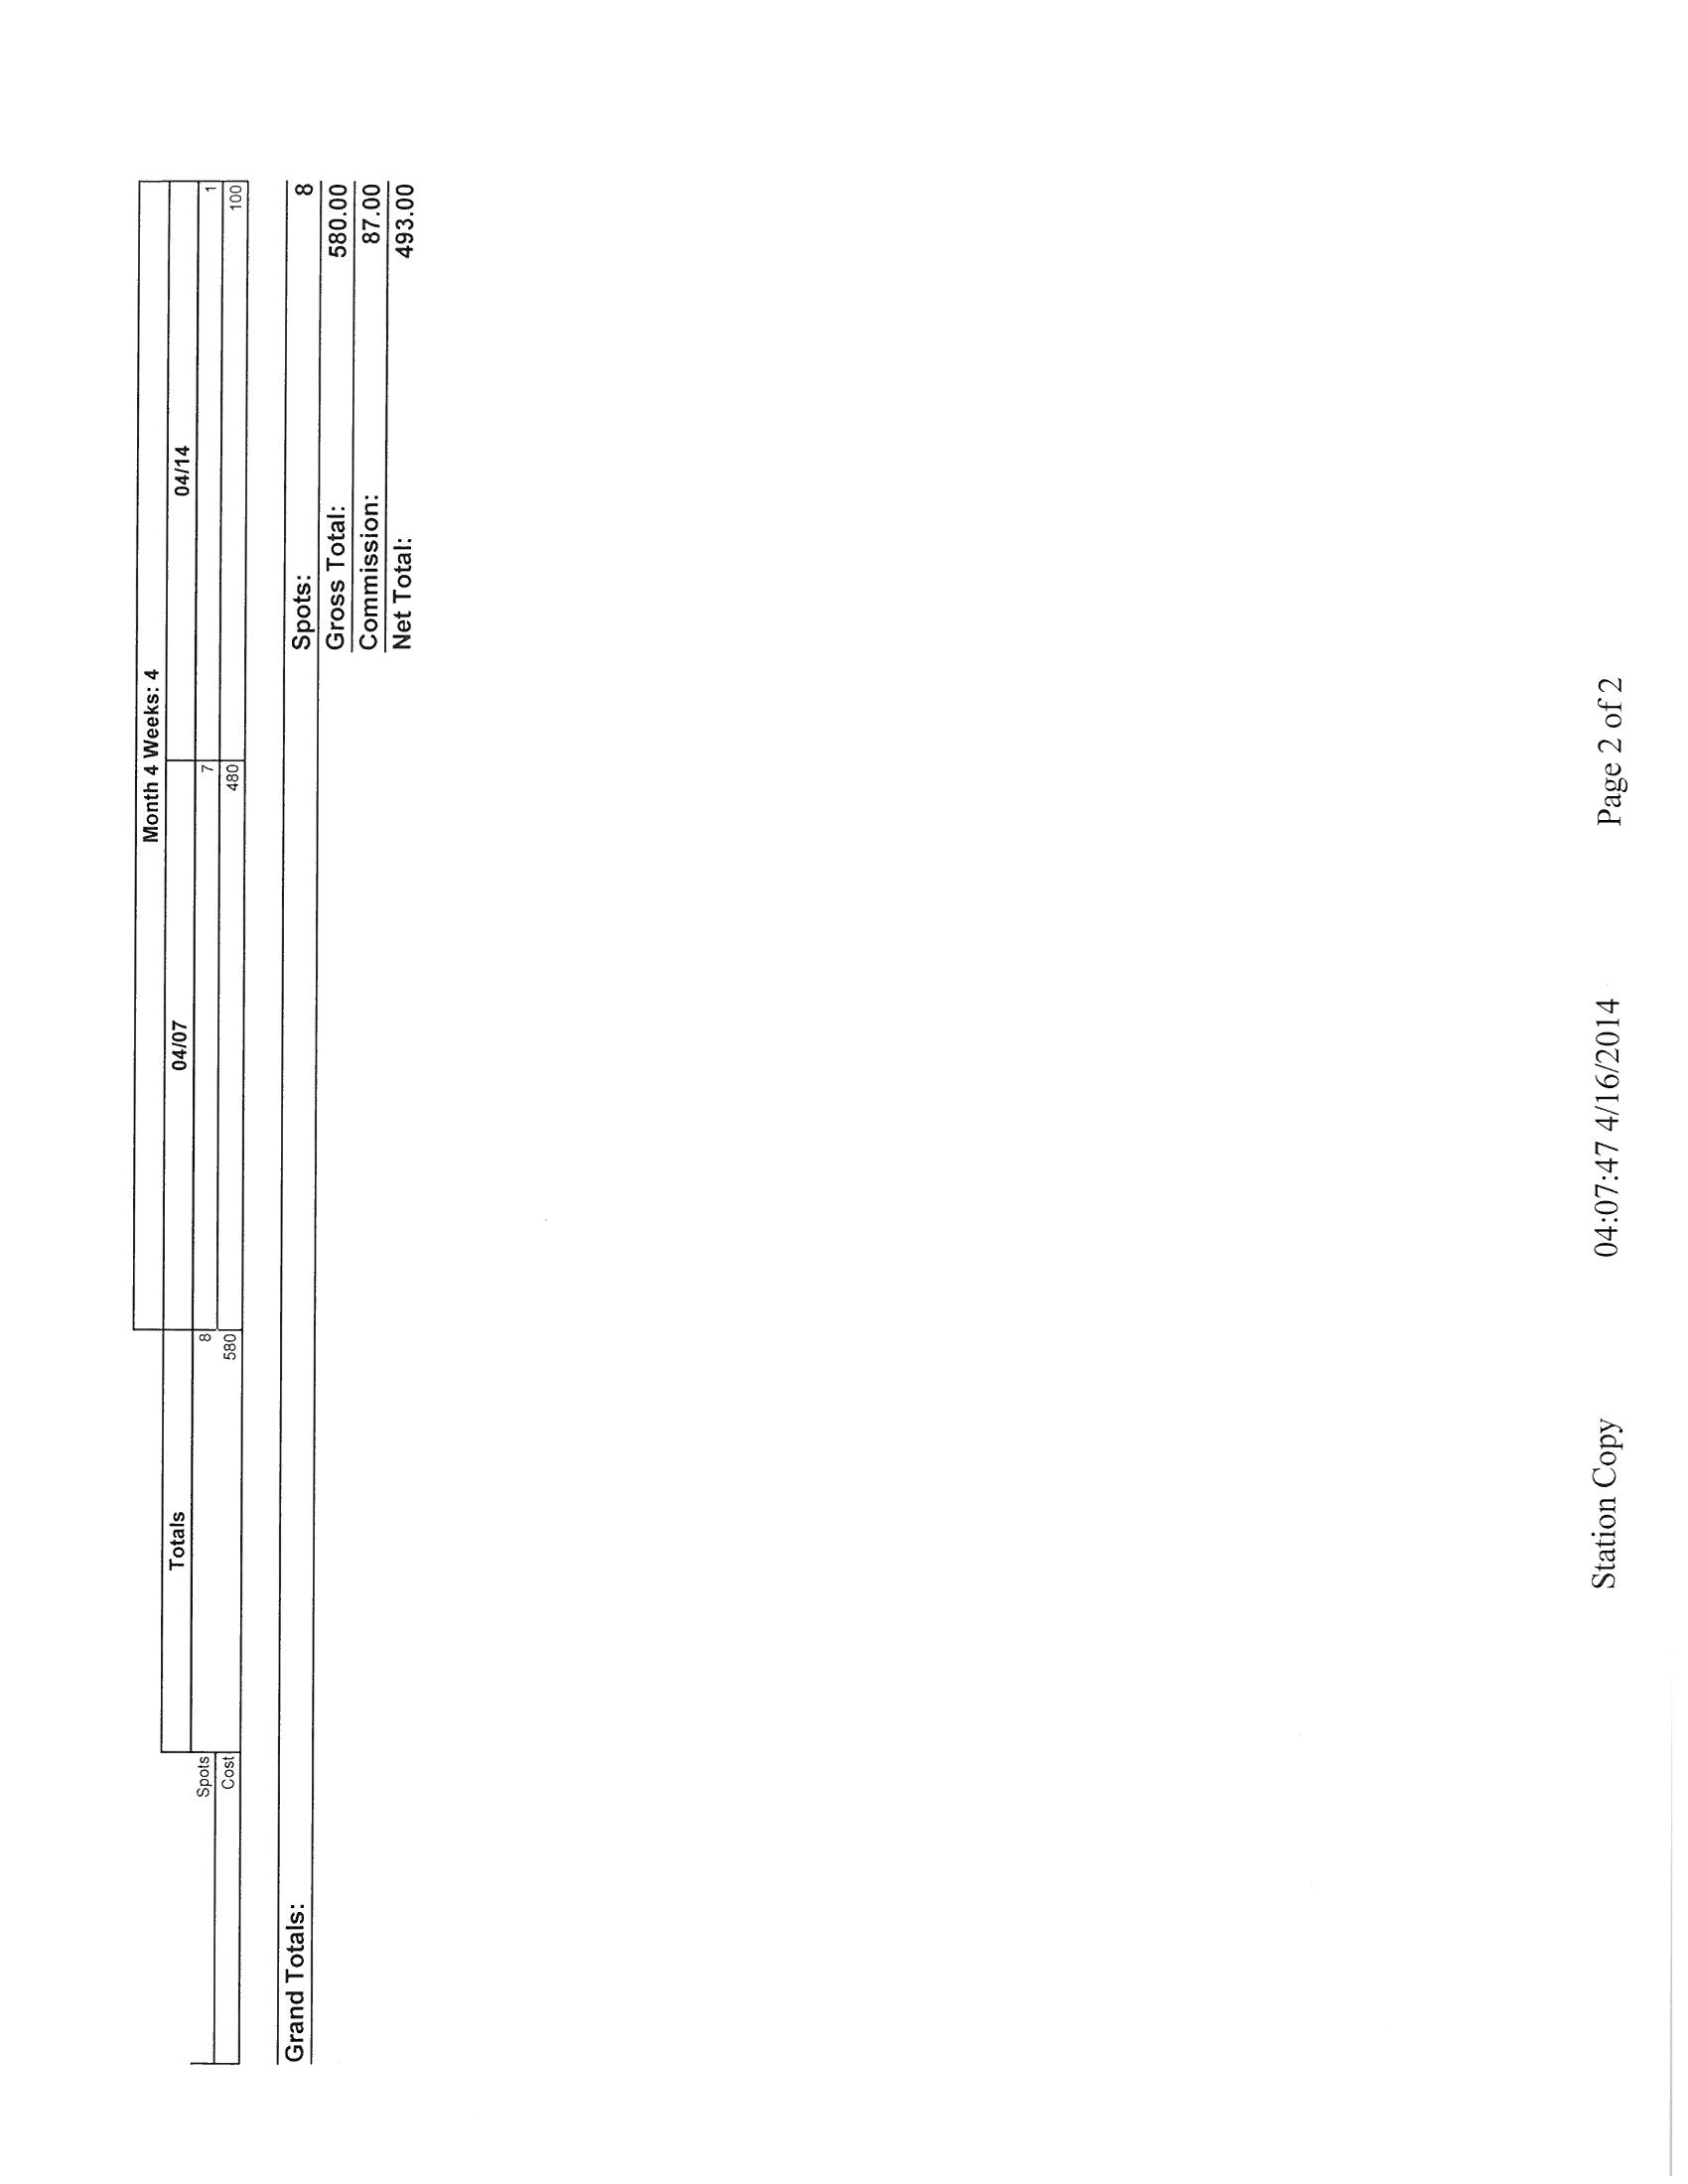 Month 4 Weeks: 4
Totals 04/07 04/14
Spots 8 7 1
Cost 580 480 100
Grand Totals: Spots: 8
Gross Total: 580.00
Commission: 87.00
Net Total: 493.00
Station Copy 04:07:47 4/16/2014 Page 2 of 2